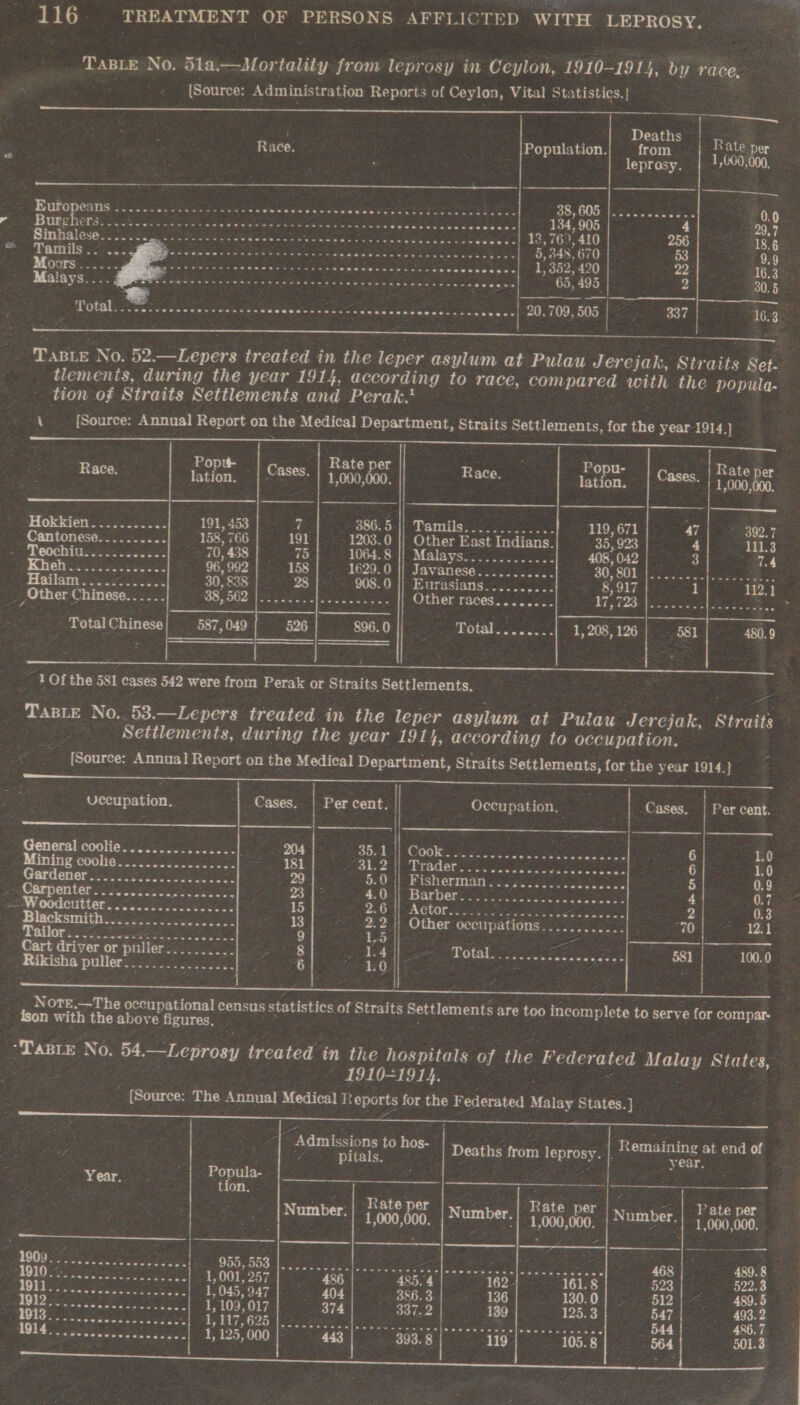 116 TREATMENT OF PERSONS AFFLICTED WITH LEPROSY.
TABLE No. 51a.—Mortality from leprosy in Ceylon, 1910–1914, by race.
[Source: Administration Reports of Ceylon, Vital Statistics.]
Race. Population. Deaths from leprosy. Rate per 1,000,000.
Europeans 38,605 .......... 0.0
Burghers 134,905 4 29.7
Sinhalese 13,769,410 256 18.6
Tamils 5,348,670 53 9.9
Moors 1,352,420 22 16.3
Malays 65,495 2 30.5
Total 20,709,505 337 16.3
TABLE No. 52.—Lepers treated in the leper asylum at Pulau Jerejak, Straits Set-
tlements, during the year 1914, according to race, compared with the popula-
tion of Straits Settlements and Perak.¹
[Source: Annual Report on the Medical Department, Straits Settlements, for the year 1914.]
Race. Popu-lation. Cases. Rate per 1,000,000. Race. Popu-lation. Cases. Rate per 1,000,000.
Hokkien 191,453 7 386.5 Tamils 119,671 47 392.7
Cantonese 158,766 191 1203.0 Other East Indians. 35,923 4 111.3
Teochiu 70,438 75 1064.8 Malays 408,042 3 7.4
Kheh 96,992 158 1629.0 Javanese 30,801 .......... ..........
Hailam 30,838 28 908.0 Eurasians 8,917 1 112.1
Other Chinese 38,562 .......... .......... Other races 17,723 .......... ..........
Total Chinese 587,049 526 896.0 Total 1,208,126 581 480.9
¹ Of the 581 cases 542 were from Perak or Straits Settlements.
TABLE No. 53.—Lepers treated in the leper asylum at Pulau Jerejak, Straits
Settlements, during the year 1914, according to occupation.
[Source: Annual Report on the Medical Department, Straits Settlements, for the year 1914.]
Occupation. Cases. Per cent. Occupation. Cases. Per cent.
General coolie 204 35.1 Cook 6 1.0
Mining coolie 181 31.2 Trader 6 1.0
Gardener 29 5.0 Fisherman 5 0.9
Carpenter 23 4.0 Barber 4 0.7
Woodcutter 15 2.6 Actor 2 0.3
Blacksmith 13 2.2 Other occupations 70 12.1
Tailor 9 1.5
Cart driver or puller 8 1.4 Total 581 100.0
Rikisha puller 6 1.0
NOTE.—The occupational census statistics of Straits Settlements are too incomplete to serve for compar-
ison with the above figures.
TABLE No. 54.—Leprosy treated in the hospitals of the Federated Malay States,
1910–1914.
[Source: The Annual Medical Reports for the Federated Malay States.]
Year. Popula-tion. Admissions to hos-pitals. Deaths from leprosy. Remaining at end of year.
Number. Rate per 1,000,000. Number. Rate per 1,000,000. Number. Rate per 1,000,000.
1909 955,553 .......... .......... .......... .......... 468 489.8
1910 1,001,257 486 485.4 162 161.8 523 522.3
1911 1,045,947 404 386.3 136 130.0 512 489.5
1912 1,109,017 374 337.2 139 125.3 547 493.2
1913 1,117,625 .......... .......... .......... .......... 544 486.7
1914 1,125,000 443 393.8 119 105.8 564 501.3